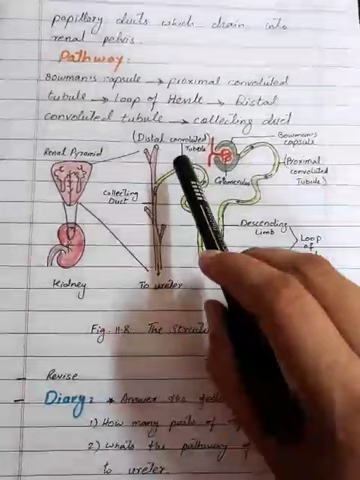 papillary ducts which drain into
renal pelvis.
Pathway:
Bowman's capsule → proximal convoluted
tubule → Loop of Henle → Distal
convoluted tubule → collecting duct
(Distal convoluted
Tubule
Bowman's
capsule
Renal Pyramid
Glomerulus
(Proximal
convoluted
Tubule)
Collecting
Duct
Descending
Limb
Loop
of
Kidney
To ureter
Fig. 11.8 The
Revise
Diary: * Answer the
1) How many parts of
2) Whats the pathway of
to ureter.